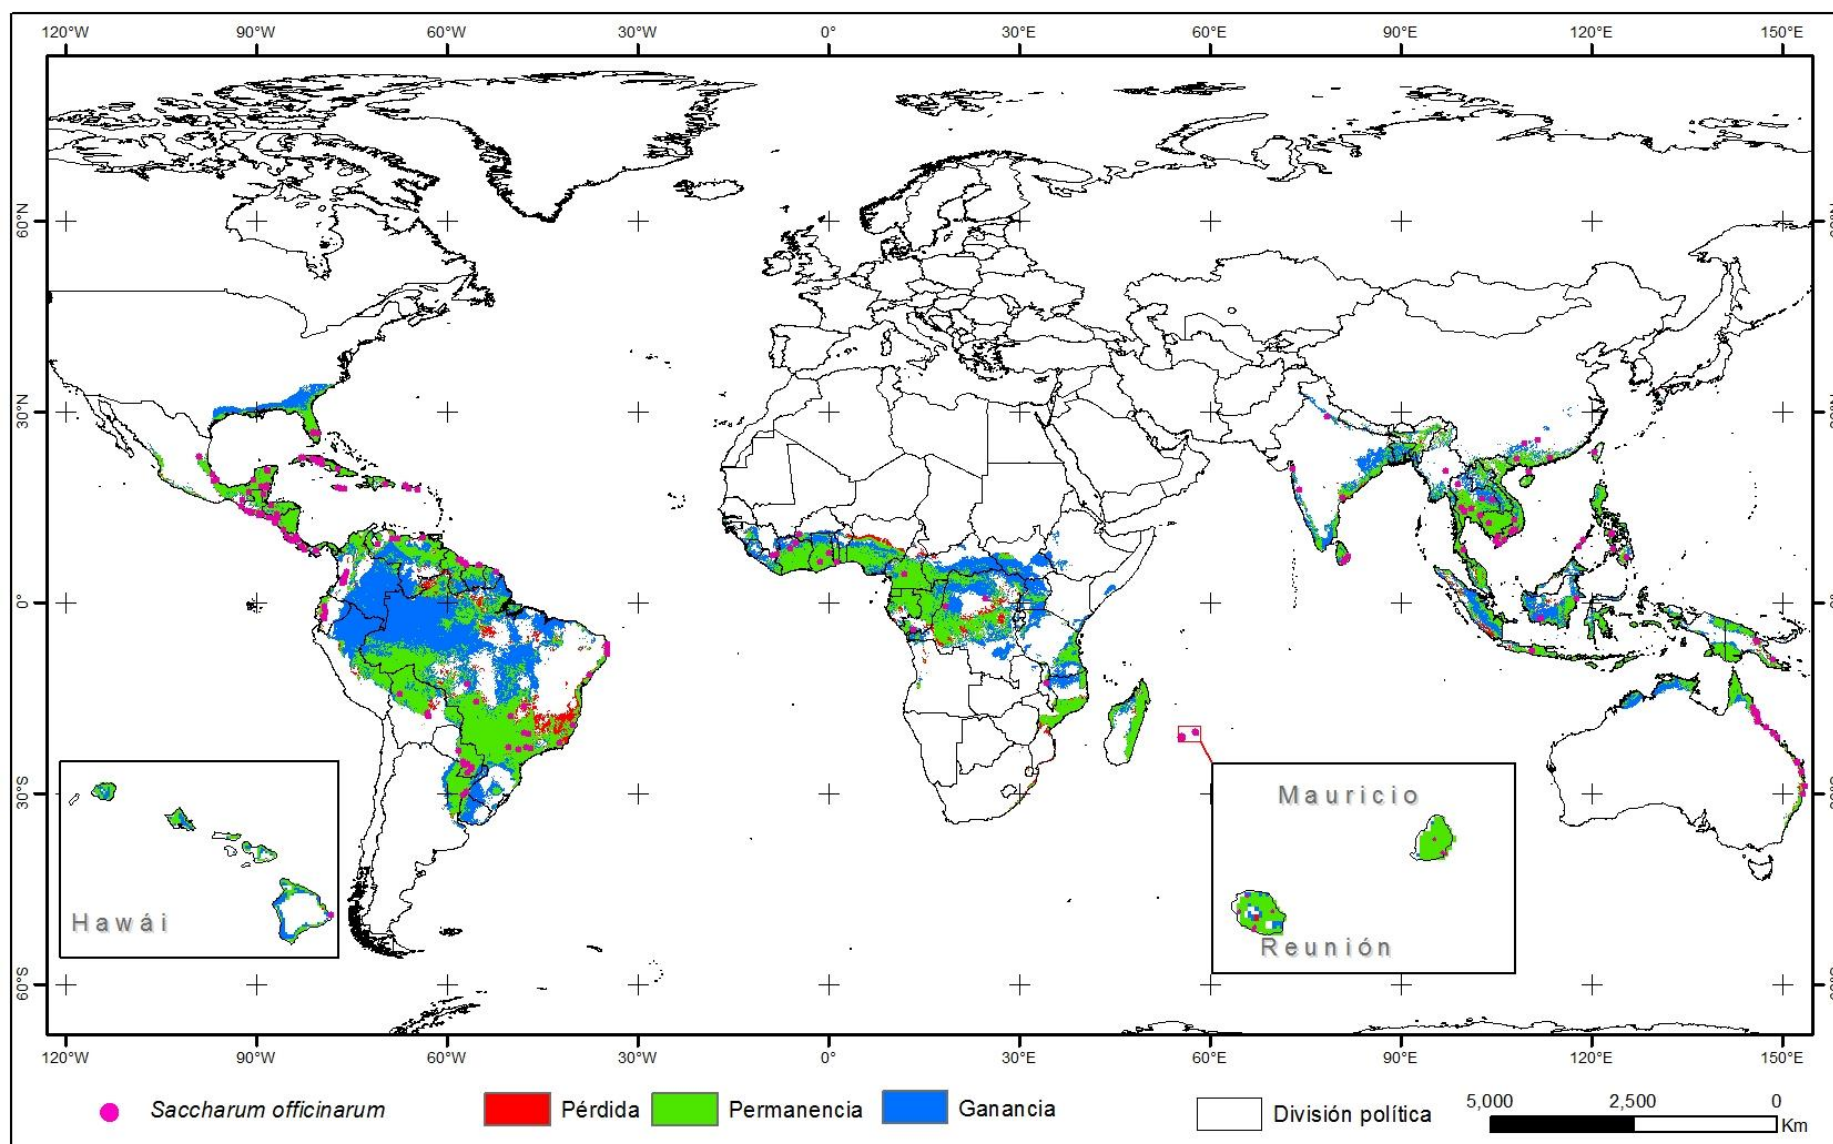 120°W 90°W 60°W 30°W 0° 30°E 60°E 90°E 120°E 150°E
60°N
30°N
0°
30°S
60°S
Hawái
Mauricio
Reunión
120°W 90°W 60°W 30°W 0° 30°E 60°E 90°E 120°E 150°E
Saccharum officinarum Pérdida Permanencia Ganancia División política
5,000 2,500 0
Km